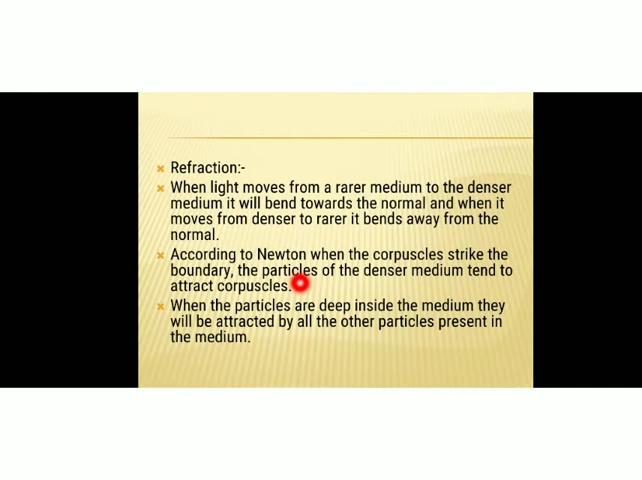 Refraction:-
When light moves from a rarer medium to the denser
medium it will bend towards the normal and when it
moves from denser to rarer it bends away from the
normal.
According to Newton when the corpuscles strike the
boundary, the particles of the denser medium tend to
attract corpuscles.
When the particles are deep inside the medium they
will be attracted by all the other particles present in
the medium.